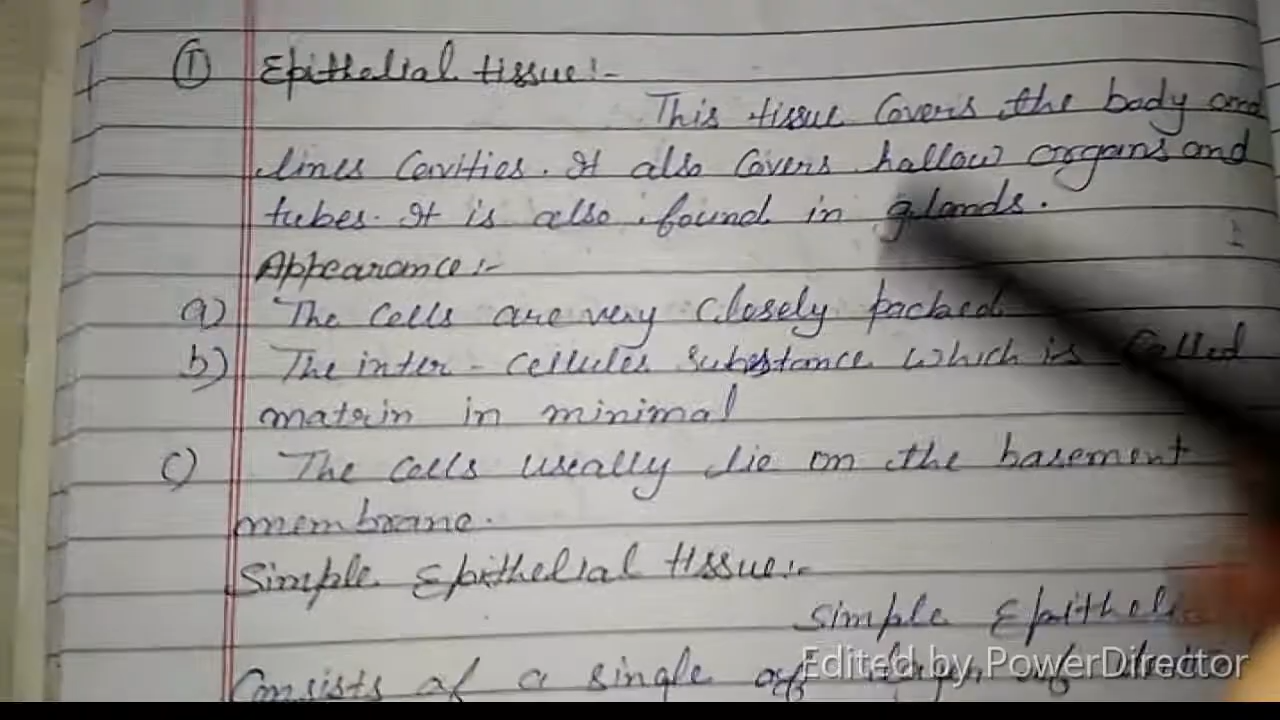 ① Epithelial tissue:-
This tissue covers the body and
lines cavities. It also covers hallow organs and
tubes. It is also found in glands.
Appearance:-
a) The cells are very closely packed
b) The inter-cellular substance which is called
matrix in minimal
c) The cells usually lie on the basement
membrane.
Simple Epithelial tissue:-
Simple
Consists of a single
Edited by PowerDirector